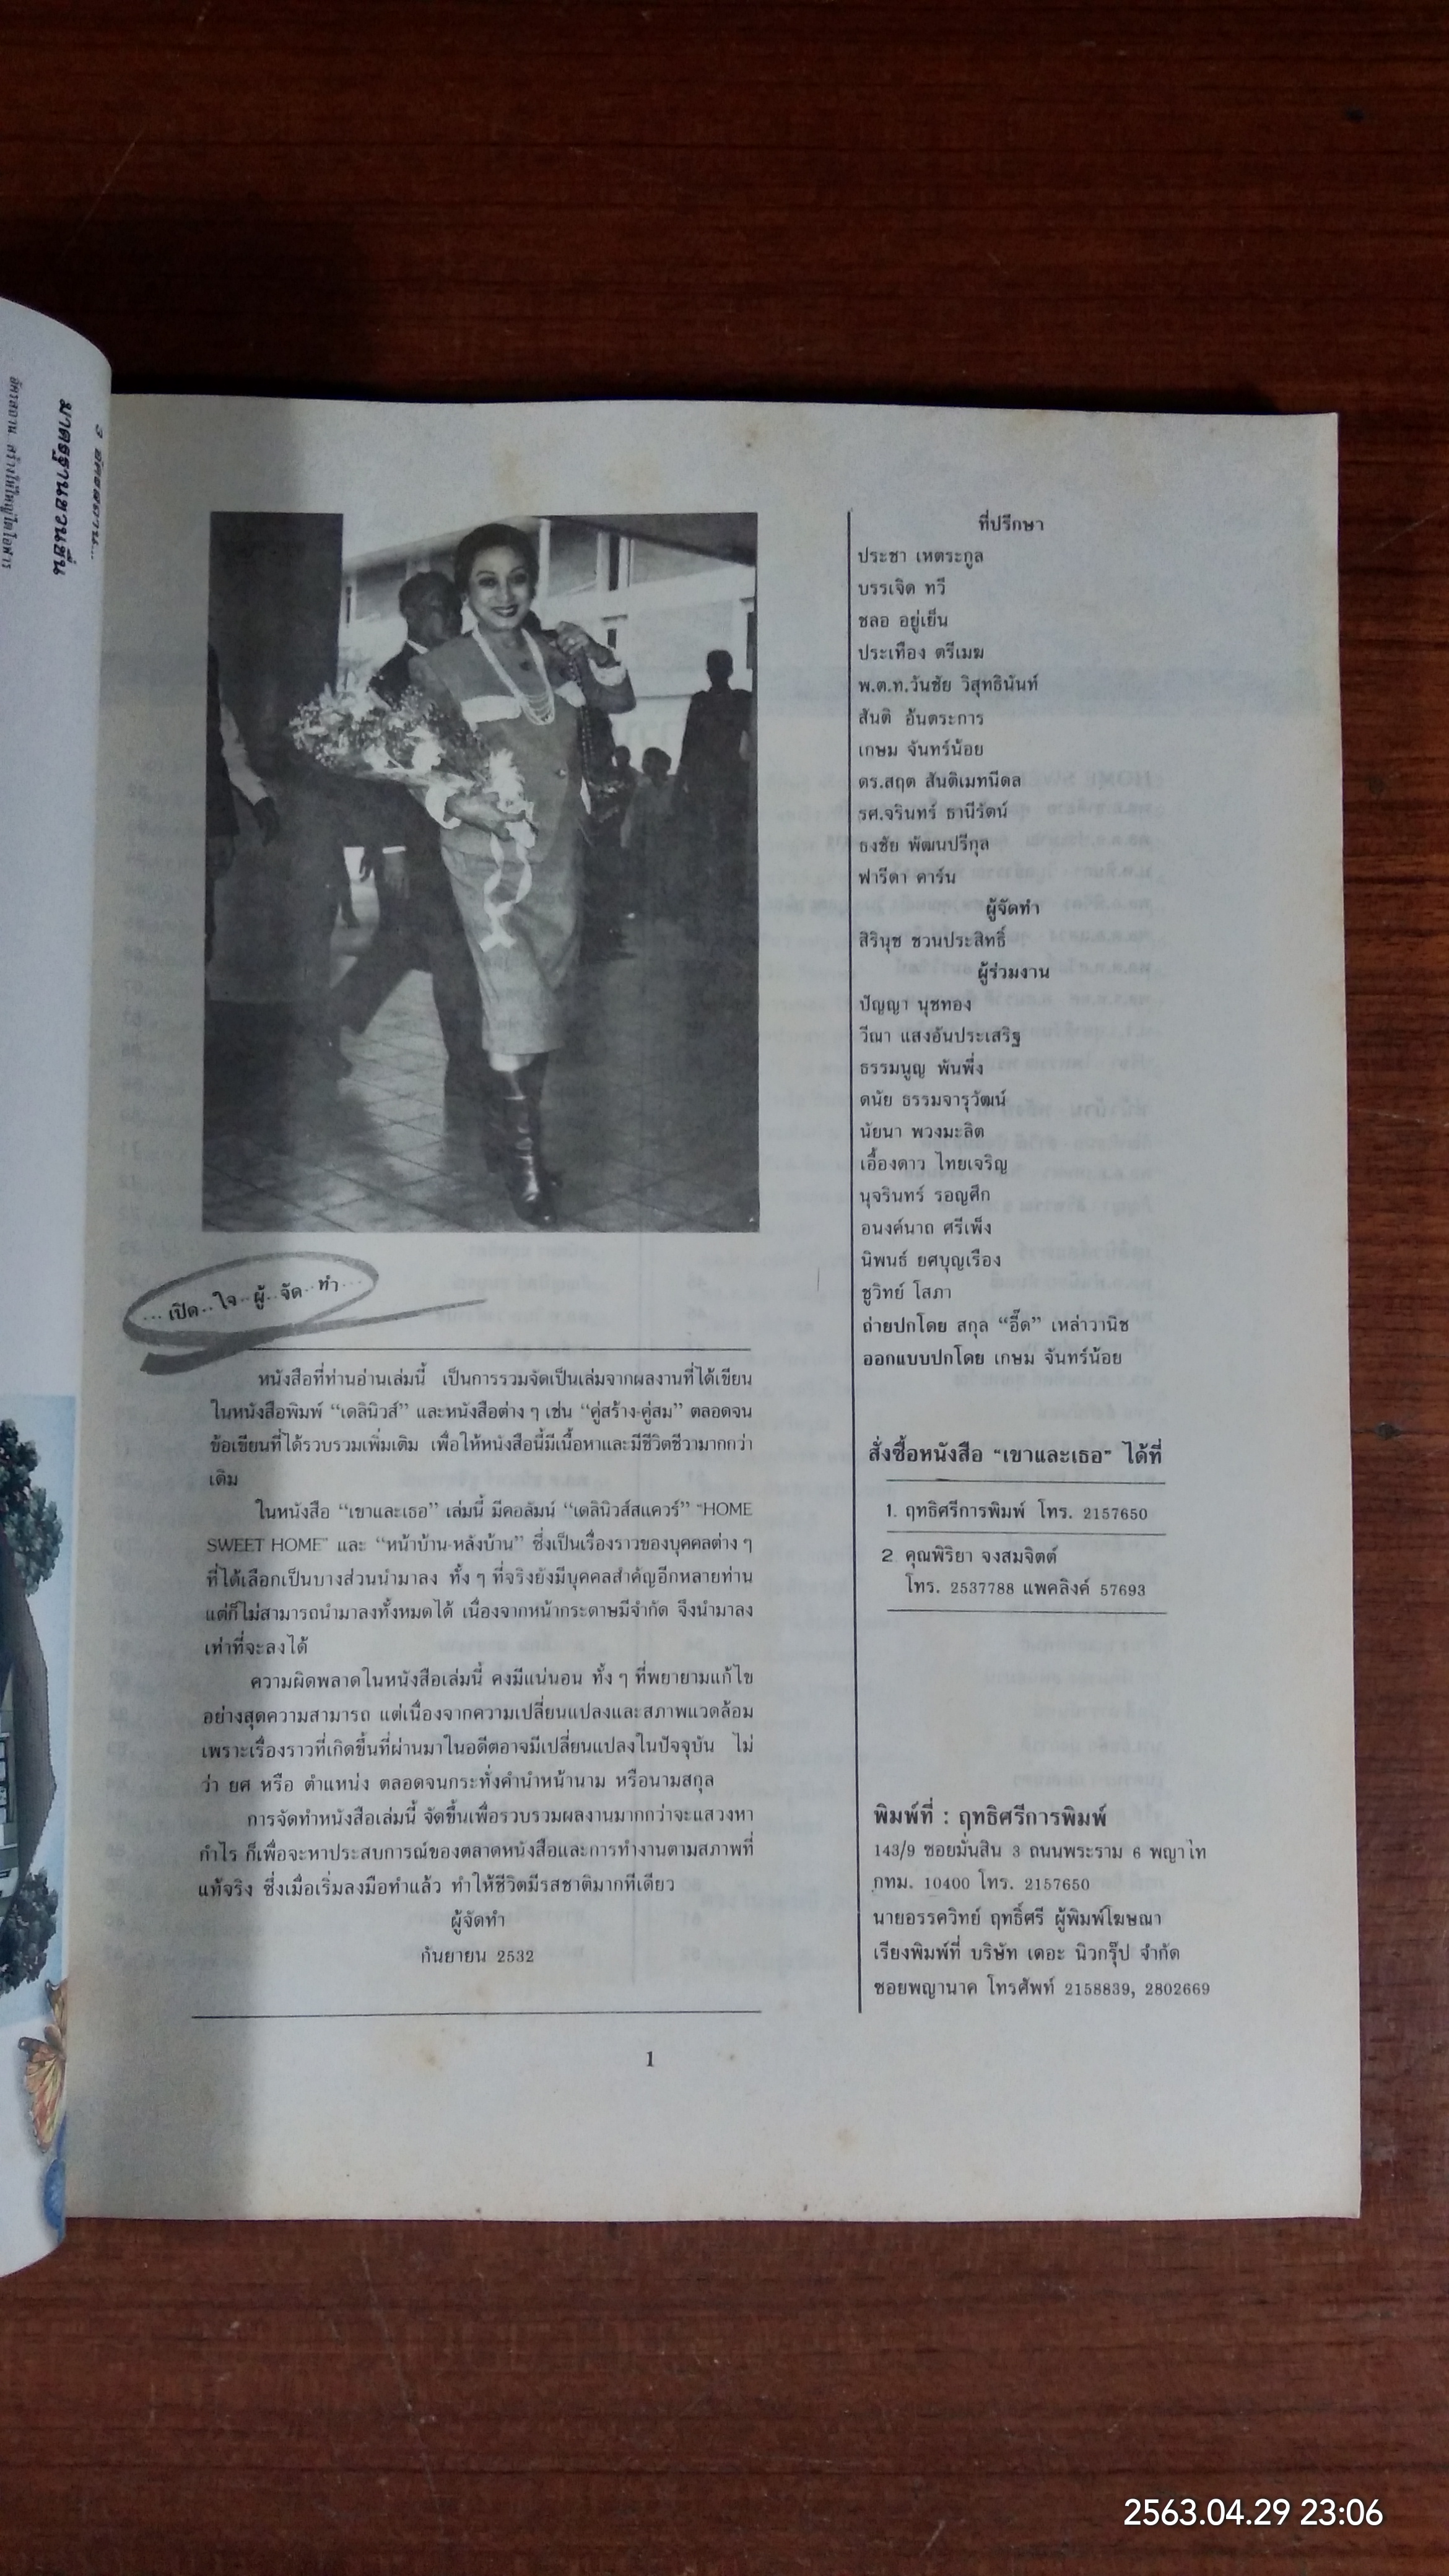 3 อัครสถาน...
มาตรฐานชวนชื่น
...เปิด..ใจ..ผู้..จัด..ทำ...
หนังสือที่ท่านอ่านเล่มนี้ เป็นการรวมจัดเป็นเล่มจากผลงานที่ได้เขียน
ในหนังสือพิมพ์ “เดลินิวส์” และหนังสือต่าง ๆ เช่น “คู่สร้าง-คู่สม” ตลอดจน
ข้อเขียนที่ได้รวบรวมเพิ่มเติม เพื่อให้หนังสือนี้มีเนื้อหาและมีชีวิตชีวามากกว่า
เดิม
ในหนังสือ “เขาและเธอ” เล่มนี้ มีคอลัมน์ “เดลินิวส์สแควร์” “HOME
SWEET HOME” และ “หน้าบ้าน-หลังบ้าน” ซึ่งเป็นเรื่องราวของบุคคลต่าง ๆ
ที่ได้เลือกเป็นบางส่วนนำมาลง ทั้ง ๆ ที่จริงยังมีบุคคลสำคัญอีกหลายท่าน
แต่ก็ไม่สามารถนำมาลงทั้งหมดได้ เนื่องจากหน้ากระดาษมีจำกัด จึงนำมาลง
เท่าที่จะลงได้
ความผิดพลาดในหนังสือเล่มนี้ คงมีแน่นอน ทั้ง ๆ ที่พยายามแก้ไข
อย่างสุดความสามารถ แต่เนื่องจากความเปลี่ยนแปลงและสภาพแวดล้อม
เพราะเรื่องราวที่เกิดขึ้นที่ผ่านมาในอดีตอาจมีเปลี่ยนแปลงในปัจจุบัน ไม่
ว่า ยศ หรือ ตำแหน่ง ตลอดจนกระทั่งคำนำหน้านาม หรือนามสกุล
การจัดทำหนังสือเล่มนี้ จัดขึ้นเพื่อรวบรวมผลงานมากกว่าจะแสวงหา
กำไร ก็เพื่อจะหาประสบการณ์ของตลาดหนังสือและการทำงานตามสภาพที่
แท้จริง ซึ่งเมื่อเริ่มลงมือทำแล้ว ทำให้ชีวิตมีรสชาติมากทีเดียว
ผู้จัดทำ
กันยายน 2532
ที่ปรึกษา
ประชา เหตระกูล
บรรเจิด ทวี
ชลอ อยู่เย็น
ประเทือง ตรีเมฆ
พ.ต.ท.วันชัย วิสุทธินันท์
สันติ อ้นตระการ
เกษม จันทร์น้อย
ดร.สฤต สันติเมทนีดล
รศ.จรินทร์ ธานีรัตน์
ธงชัย พัฒนปรีกุล
ฟารีดา คาร์น
ผู้จัดทำ
สิรินุช ชวนประสิทธิ์
ผู้ร่วมงาน
ปัญญา นุชทอง
วีณา แสงอันประเสริฐ
ธรรมนูญ พันพึ่ง
ดนัย ธรรมจารุวัฒน์
นัยนา พวงมะลิต
เอื้องดาว ไทยเจริญ
นุจรินทร์ รอญศึก
อนงค์นาถ ศรีเพ็ง
นิพนธ์ ยศบุญเรือง
ชูวิทย์ โสภา
ถ่ายปกโดย สกุล “อี๊ด” เหล่าวานิช
ออกแบบปกโดย เกษม จันทร์น้อย
สั่งซื้อหนังสือ “เขาและเธอ” ได้ที่
1. ฤทธิศรีการพิมพ์ โทร. 2157650
2 คุณพิริยา จงสมจิตต์
โทร. 2537788 แพคลิงค์ 57693
พิมพ์ที่ : ฤทธิศรีการพิมพ์
143/9 ซอยมั่นสิน 3 ถนนพระราม 6 พญาไท
กทม. 10400 โทร. 2157650
นายอรรควิทย์ ฤทธิ์ศรี ผู้พิมพ์โฆษณา
เรียงพิมพ์ที่ บริษัท เดอะ นิวกรุ๊ป จำกัด
ซอยพญานาค โทรศัพท์ 2158839, 2802669
1
2563.04.29 23:06